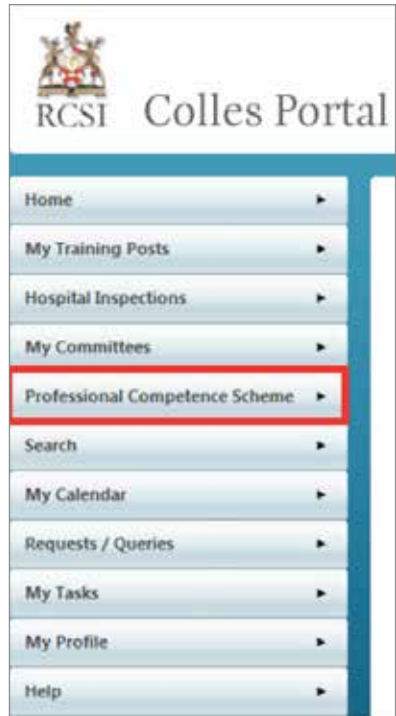 RCSI Colles Portal
Home
My Training Posts
Hospital Inspections
My Committees
Professional Competence Scheme
Search
My Calendar
Requests / Queries
My Tasks
My Profile
Help